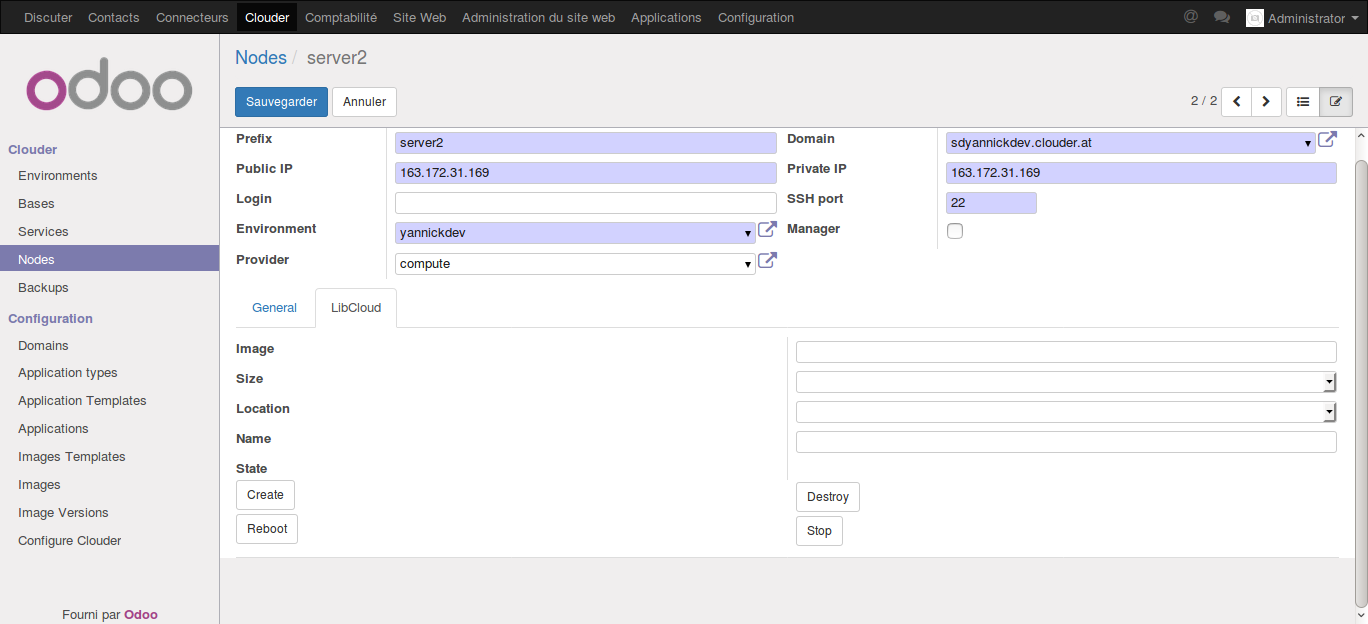 Discuter Contacts Connecteurs Clouder Comptabilité Site Web Administration du site web Applications Configuration @ Administrator
odoo
Clouder
Environments
Bases
Services
Nodes
Backups
Configuration
Domains
Application types
Application Templates
Applications
Images Templates
Images
Image Versions
Configure Clouder
Fourni par Odoo
Nodes / server2
Sauvegarder Annuler 2 / 2
Prefix server2 Domain sdyannickdev.clouder.at
Public IP 163.172.31.169 Private IP 163.172.31.169
Login SSH port 22
Environment yannickdev Manager
Provider compute
General LibCloud
Image
Size
Location
Name
State
Create Destroy
Reboot Stop